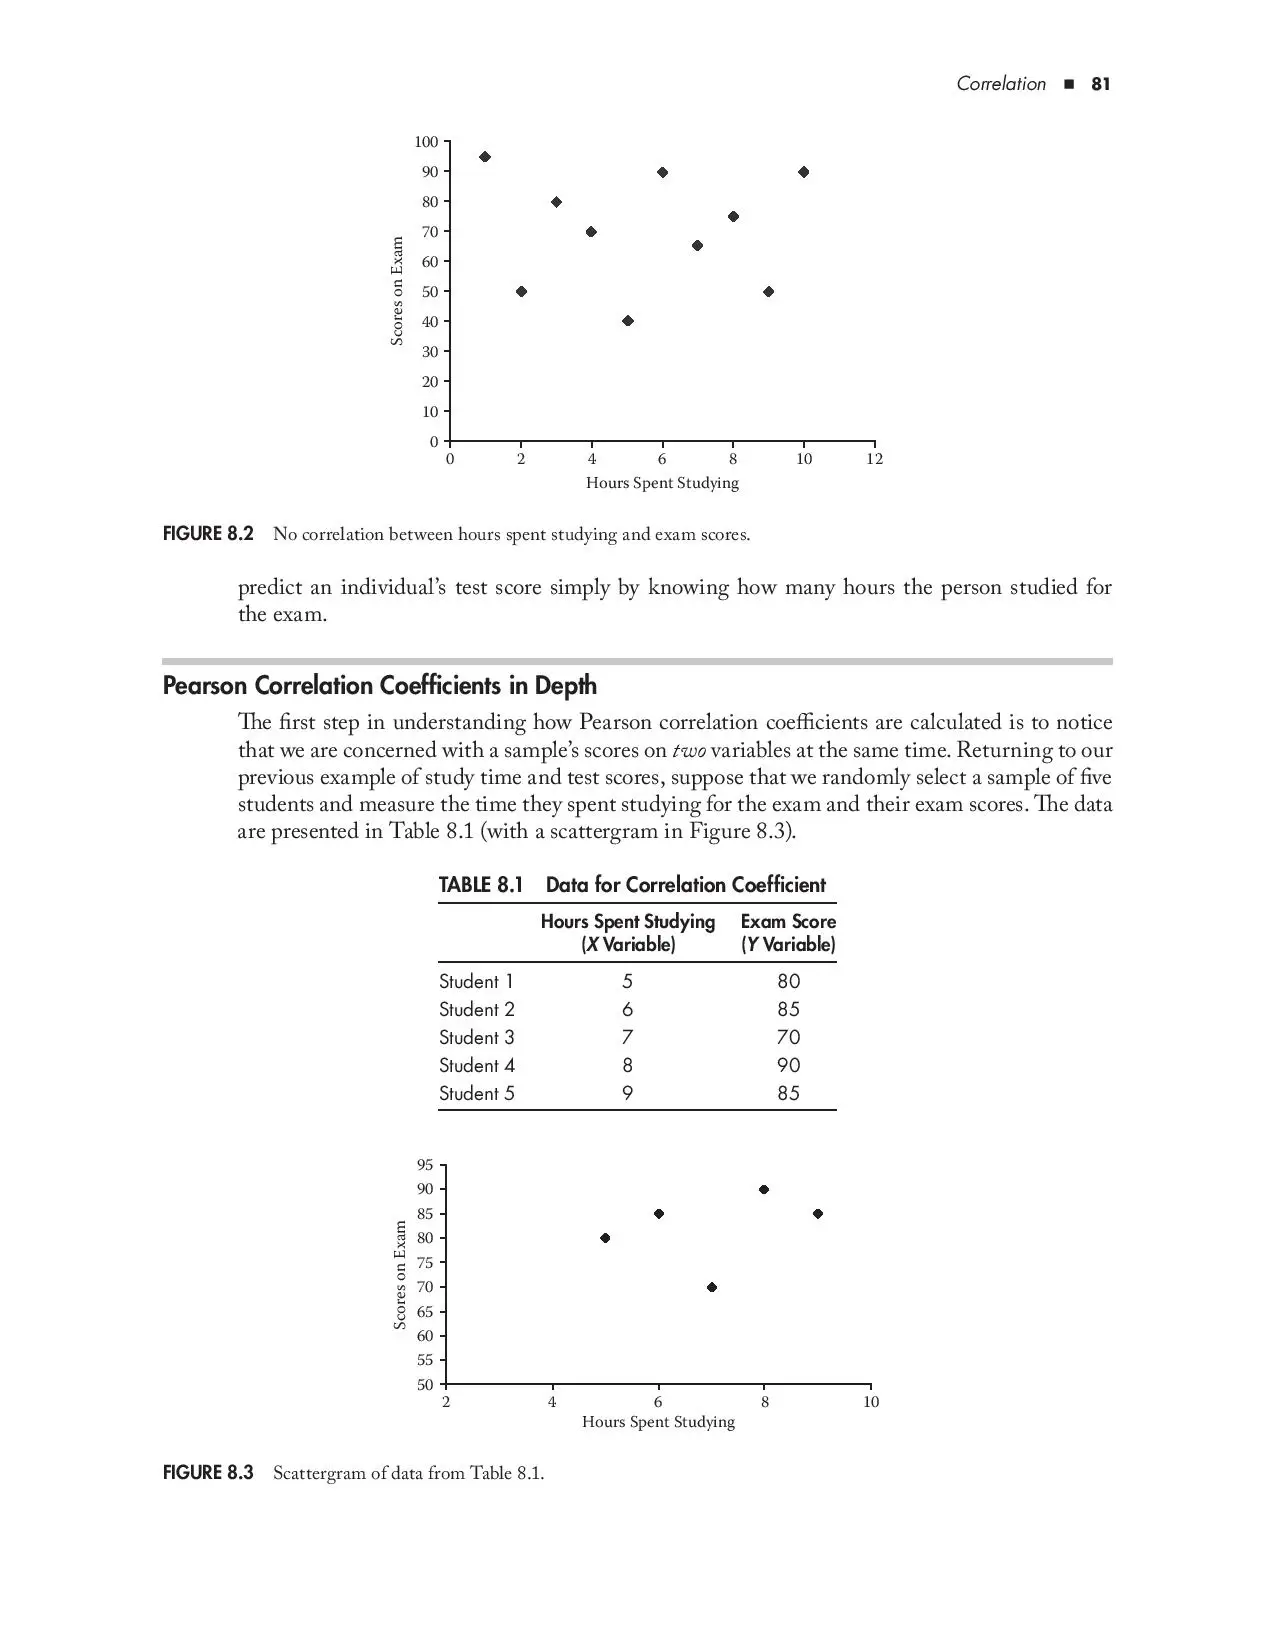 Correlation ■ 81
100
90
80
70
60
50
40
30
20
10
0
Scores on Exam
0 2 4 6 8 10 12
Hours Spent Studying
FIGURE 8.2 No correlation between hours spent studying and exam scores.
predict an individual’s test score simply by knowing how many hours the person studied for
the exam.
Pearson Correlation Coefficients in Depth
The first step in understanding how Pearson correlation coefficients are calculated is to notice
that we are concerned with a sample’s scores on two variables at the same time. Returning to our
previous example of study time and test scores, suppose that we randomly select a sample of five
students and measure the time they spent studying for the exam and their exam scores. The data
are presented in Table 8.1 (with a scattergram in Figure 8.3).
TABLE 8.1 Data for Correlation Coefficient
Hours Spent Studying Exam Score
(X Variable) (Y Variable)
Student 1 5 80
Student 2 6 85
Student 3 7 70
Student 4 8 90
Student 5 9 85
95
90
85
80
75
70
65
60
55
50
Scores on Exam
2 4 6 8 10
Hours Spent Studying
FIGURE 8.3 Scattergram of data from Table 8.1.